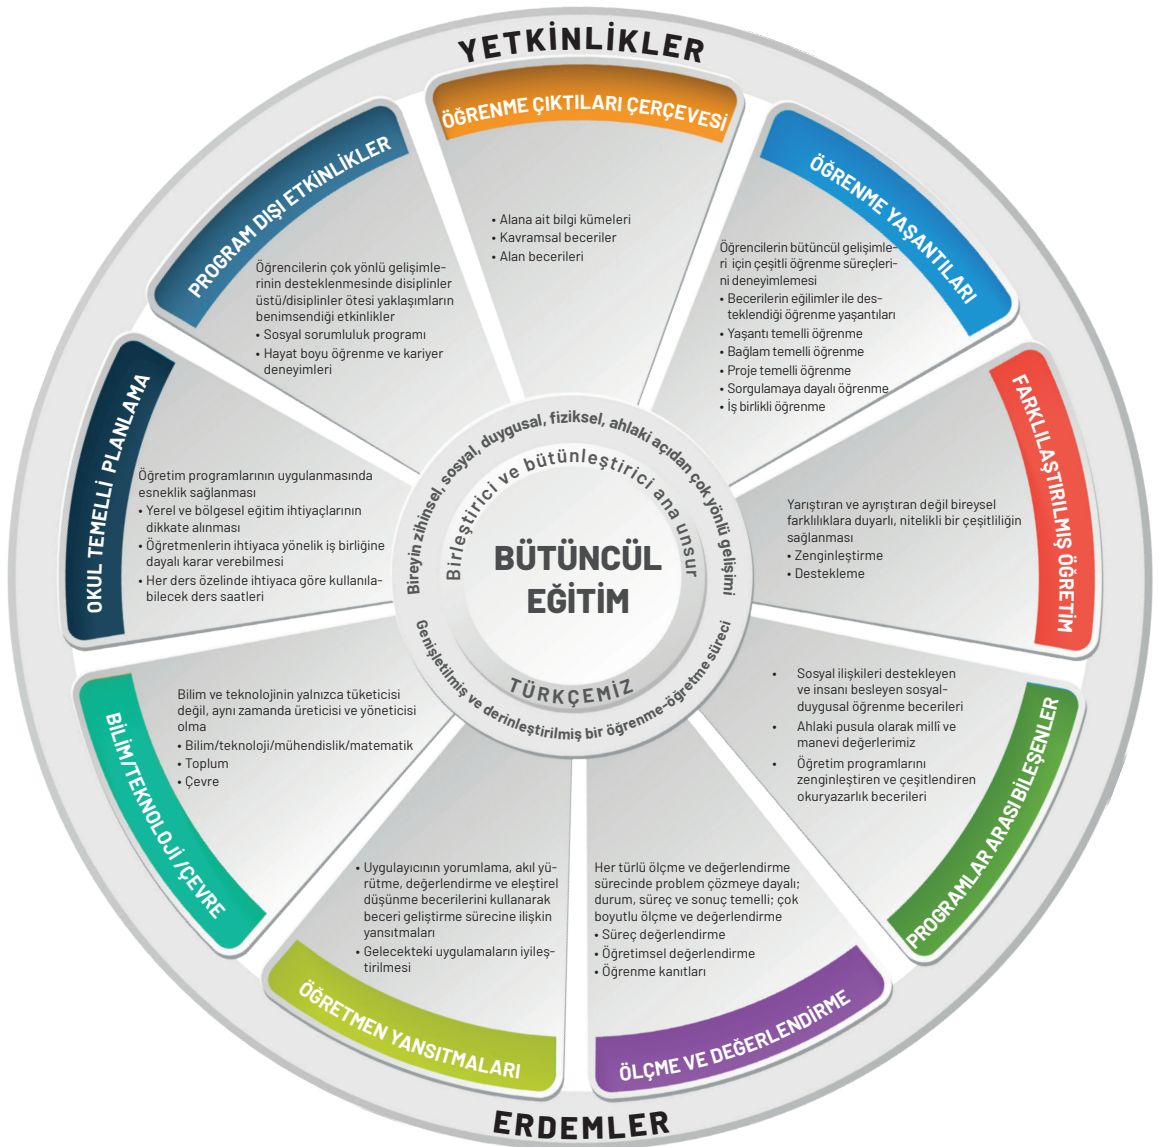 YETKİNLİKLER
ÖĞRENME ÇIKTILARI ÇERÇEVESİ
• Alana ait bilgi kümeleri
• Kavramsal beceriler
• Alan becerileri
ÖĞRENME YAŞANTILARI
Öğrencilerin bütüncül gelişimle-
ri için çeşitli öğrenme süreçleri-
ni deneyimlemesi
• Becerilerin eğilimler ile des-
teklendiği öğrenme yaşantıları
• Yaşantı temelli öğrenme
• Bağlam temelli öğrenme
• Proje temelli öğrenme
• Sorgulamaya dayalı öğrenme
• İş birlikli öğrenme
FARKLILAŞTIRILMIŞ ÖĞRETİM
Yarıştıran ve ayrıştıran değil bireysel
farklılıklara duyarlı, nitelikli bir çeşitliliğin
sağlanması
• Zenginleştirme
• Destekleme
PROGRAMLAR ARASI BİLEŞENLER
• Sosyal ilişkileri destekleyen
ve insanı besleyen sosyal-
duygusal öğrenme becerileri
• Ahlaki pusula olarak millî ve
manevi değerlerimiz
• Öğretim programlarını
zenginleştiren ve çeşitlendiren
okuryazarlık becerileri
ÖLÇME VE DEĞERLENDİRME
Her türlü ölçme ve değerlendirme
sürecinde problem çözmeye dayalı;
durum, süreç ve sonuç temelli; çok
boyutlu ölçme ve değerlendirme
• Süreç değerlendirme
• Öğretimsel değerlendirme
• Öğrenme kanıtları
ÖĞRETMEN YANSITMALARI
• Uygulayıcının yorumlama, akıl yü-
rütme, değerlendirme ve eleştirel
düşünme becerilerini kullanarak
beceri geliştirme sürecine ilişkin
yansıtmaları
• Gelecekteki uygulamaların iyileş-
tirilmesi
BİLİM/TEKNOLOJİ /ÇEVRE
Bilim ve teknolojinin yalnızca tüketicisi
değil, aynı zamanda üreticisi ve yöneticisi
olma
• Bilim/teknoloji/mühendislik/matematik
• Toplum
• Çevre
OKUL TEMELLİ PLANLAMA
Öğretim programlarının uygulanmasında
esneklik sağlanması
• Yerel ve bölgesel eğitim ihtiyaçlarının
dikkate alınması
• Öğretmenlerin ihtiyaca yönelik iş birliğine
dayalı karar verebilmesi
• Her ders özelinde ihtiyaca göre kullanıla-
bilecek ders saatleri
PROGRAM DIŞI ETKİNLİKLER
Öğrencilerin çok yönlü gelişimle-
rinin desteklenmesinde disiplinler
üstü/disiplinler ötesi yaklaşımların
benimsendiği etkinlikler
• Sosyal sorumluluk programı
• Hayat boyu öğrenme ve kariyer
deneyimleri
Bireyin zihinsel, sosyal, duygusal, fiziksel, ahlaki açıdan çok yönlü gelişimi
Birleştirici ve bütünleştirici ana unsur
BÜTÜNCÜL
EĞİTİM
TÜRKÇEMİZ
Genişletilmiş ve derinleştirilmiş bir öğrenme-öğretme süreci
ERDEMLER